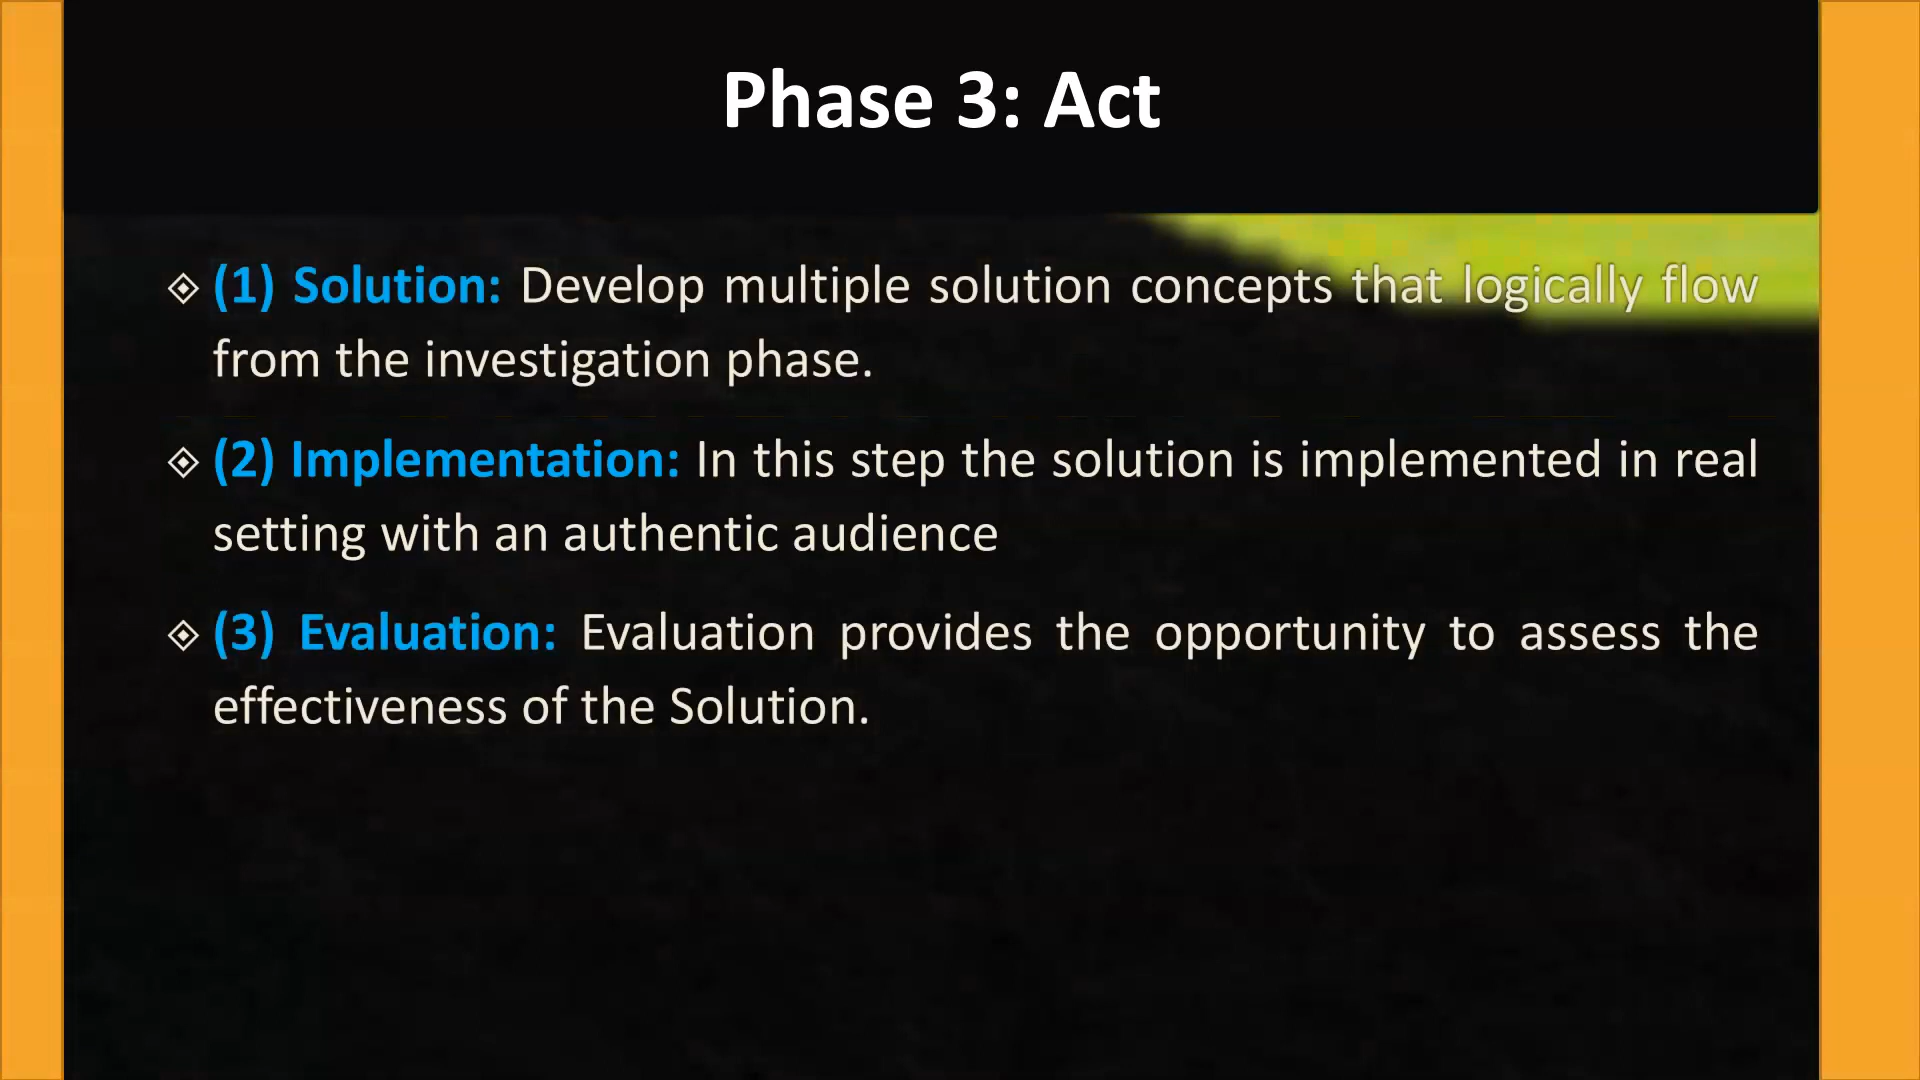 Phase 3: Act
(1) Solution: Develop multiple solution concepts that logically flow
from the investigation phase.
(2) Implementation: In this step the solution is implemented in real
setting with an authentic audience
(3) Evaluation: Evaluation provides the opportunity to assess the
effectiveness of the Solution.